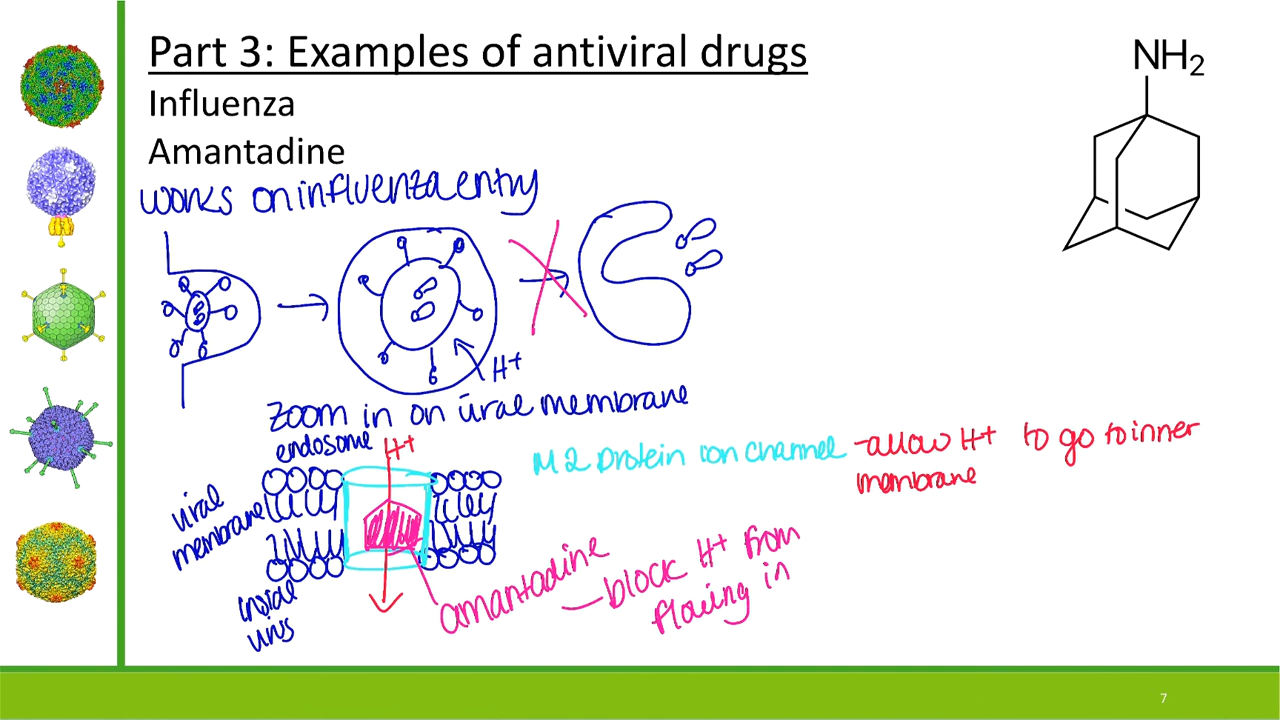 Part 3: Examples of antiviral drugs
NH2
Influenza
Amantadine
works on influenza entry
H+
zoom in on viral membrane
endosome H+
M2 protein ion channel -allow H+ to go to inner
membrane
viral
membrane
amantadine
block H+ from
flowing in
inside
virus
7